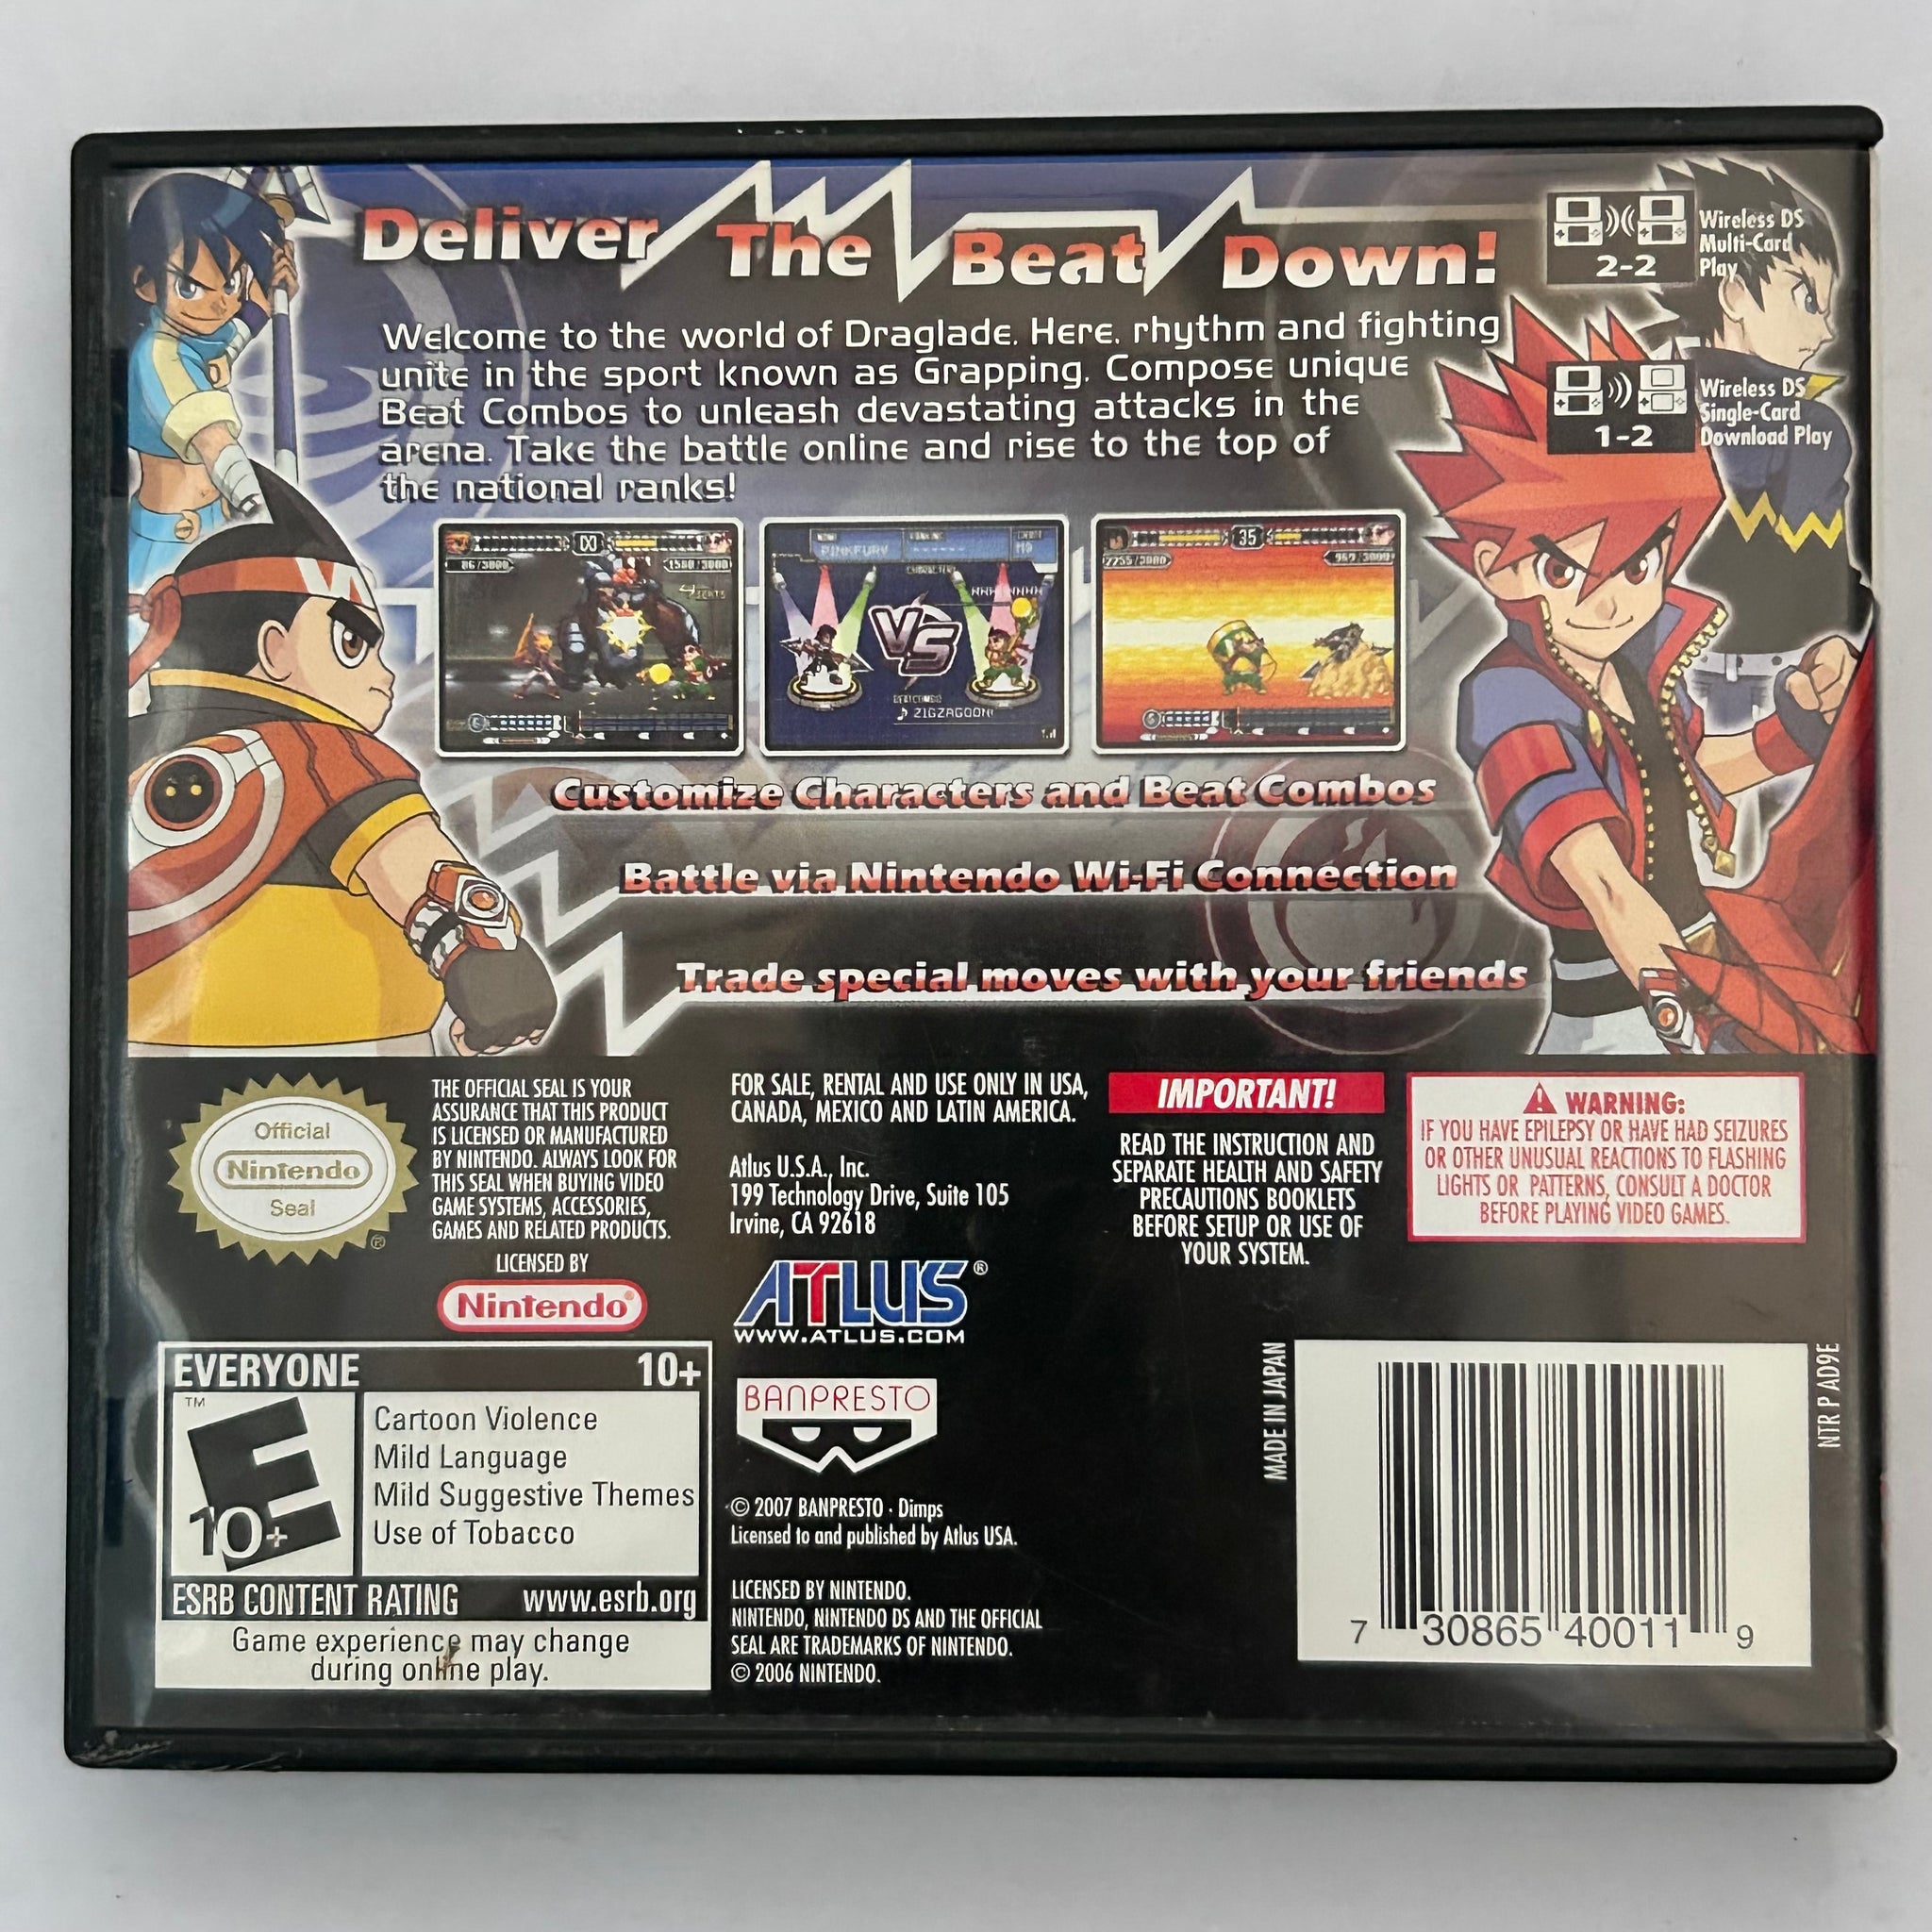 Deliver The Beat Down!
Welcome to the world of Draglade. Here, rhythm and fighting
unite in the sport known as Grapping. Compose unique
Beat Combos to unleash devastating attacks in the
arena. Take the battle online and rise to the top of
the national ranks!
2-2
Wireless DS
Multi-Card
Play
1-2
Wireless DS
Single-Card
Download Play
86/3000
1580/3000
PINKFURY
VS
BEATCOMBO
♪ ZIGZAGOON!
35
2255/3000
Customize Characters and Beat Combos
Battle via Nintendo Wi-Fi Connection
Trade special moves with your friends
Official
Nintendo
Seal
®
THE OFFICIAL SEAL IS YOUR
ASSURANCE THAT THIS PRODUCT
IS LICENSED OR MANUFACTURED
BY NINTENDO. ALWAYS LOOK FOR
THIS SEAL WHEN BUYING VIDEO
GAME SYSTEMS, ACCESSORIES,
GAMES AND RELATED PRODUCTS.
LICENSED BY
Nintendo®
FOR SALE, RENTAL AND USE ONLY IN USA,
CANADA, MEXICO AND LATIN AMERICA.
Atlus U.S.A., Inc.
199 Technology Drive, Suite 105
Irvine, CA 92618
ATLUS®
WWW.ATLUS.COM
IMPORTANT!
READ THE INSTRUCTION AND
SEPARATE HEALTH AND SAFETY
PRECAUTIONS BOOKLETS
BEFORE SETUP OR USE OF
YOUR SYSTEM.
WARNING:
IF YOU HAVE EPILEPSY OR HAVE HAD SEIZURES
OR OTHER UNUSUAL REACTIONS TO FLASHING
LIGHTS OR PATTERNS, CONSULT A DOCTOR
BEFORE PLAYING VIDEO GAMES.
EVERYONE 10+
TM
E
10+
Cartoon Violence
Mild Language
Mild Suggestive Themes
Use of Tobacco
ESRB CONTENT RATING www.esrb.org
Game experience may change
during online play.
BANPRESTO
© 2007 BANPRESTO · Dimps
Licensed to and published by Atlus USA.
LICENSED BY NINTENDO.
NINTENDO, NINTENDO DS AND THE OFFICIAL
SEAL ARE TRADEMARKS OF NINTENDO.
© 2006 NINTENDO.
MADE IN JAPAN
NTR P AD9E
7 30865 40011 9